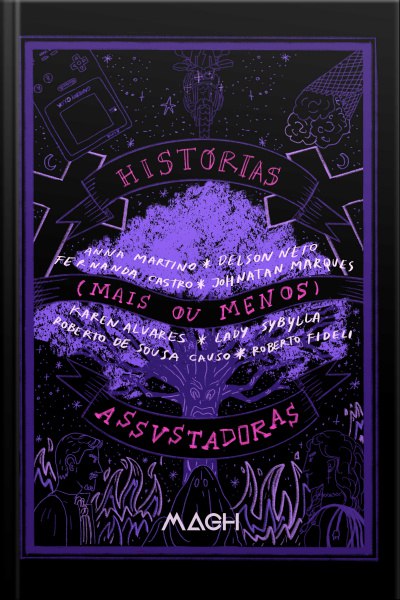 HISTÓRIAS
ANNA MARTINO * DELSON NETO
FERNANDA CASTRO * JOHNATAN MARQUES
(MAIS OU MENOS)
KAREN ALVARES * LADY SYBYLLA
ROBERTO DE SOUSA CAUSO * ROBERTO FIDELI
ASSUSTADORAS
MAGH